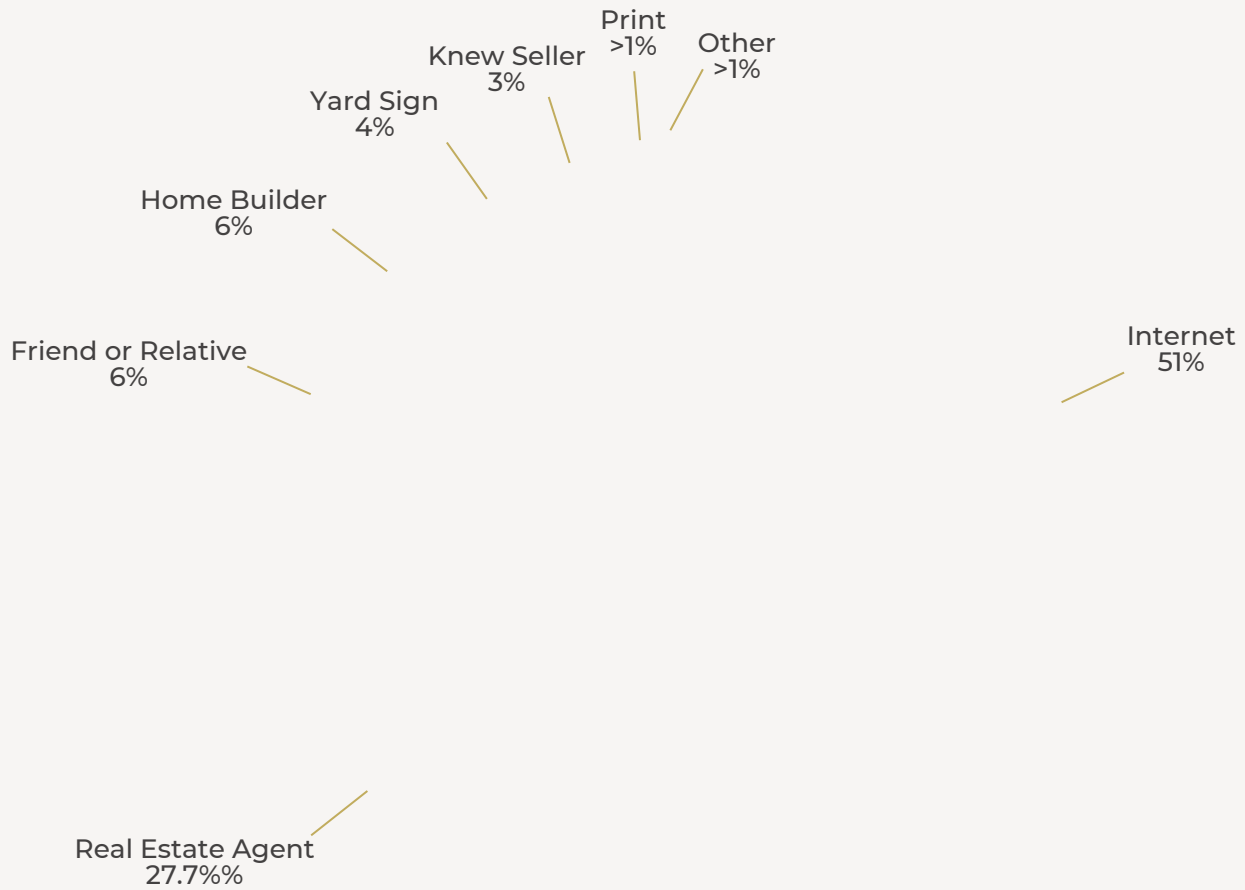 Print
>1%
Other
>1%
Knew Seller
3%
Yard Sign
4%
Home Builder
6%
Friend or Relative
6%
Internet
51%
Real Estate Agent
27.7%%